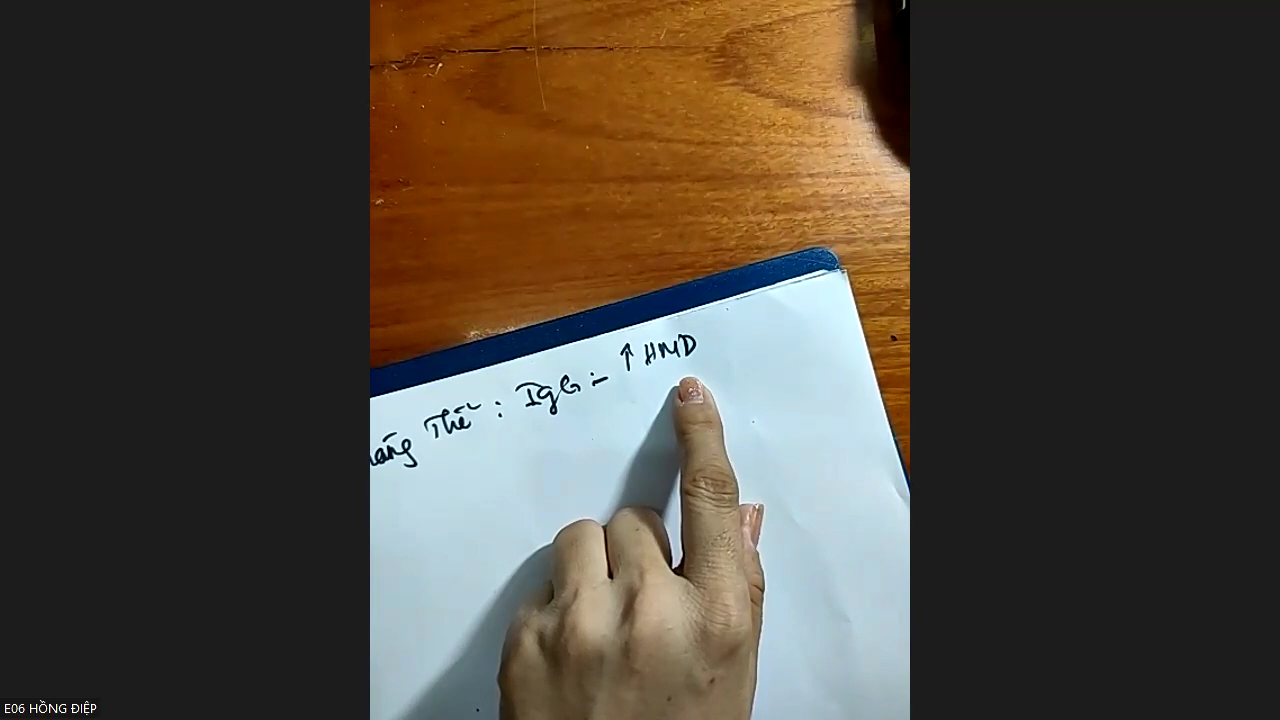 Thể : IgG :- ↑ HMD
E06 HỒNG ĐIỆP